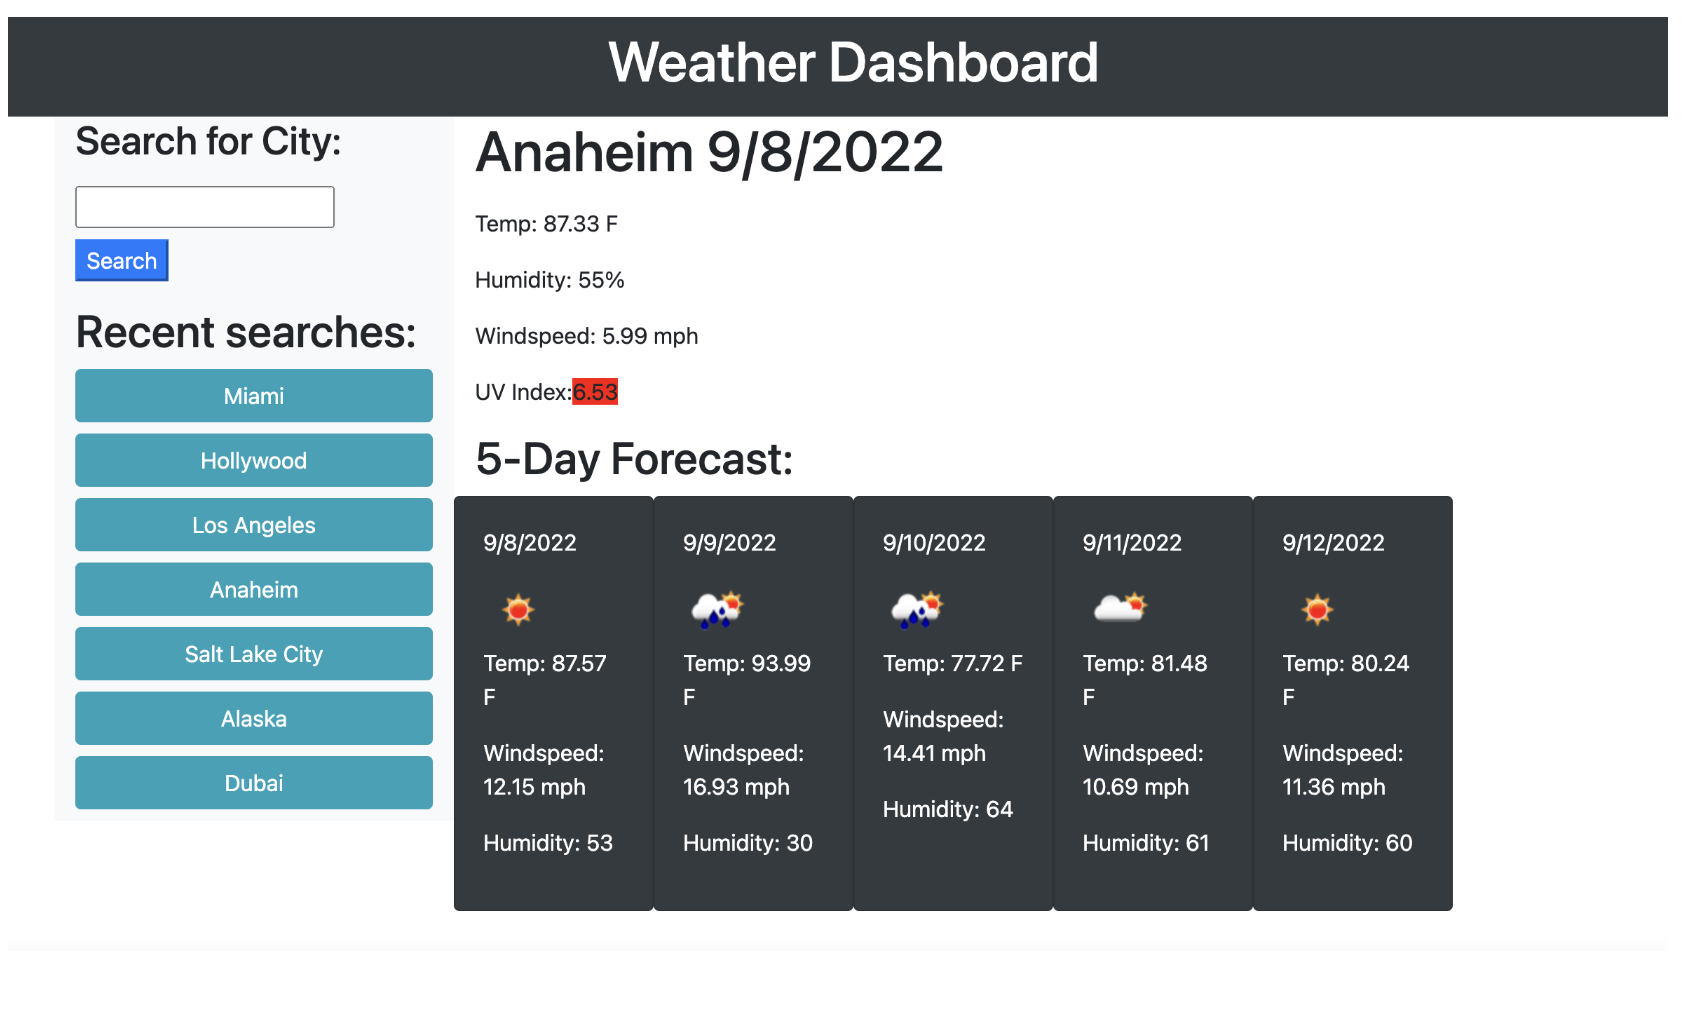 Weather Dashboard
Search for City:
Search
Recent searches:
Miami
Hollywood
Los Angeles
Anaheim
Salt Lake City
Alaska
Dubai
Anaheim 9/8/2022
Temp: 87.33 F
Humidity: 55%
Windspeed: 5.99 mph
UV Index:6.53
5-Day Forecast:
9/8/2022
Temp: 87.57
F
Windspeed:
12.15 mph
Humidity: 53
9/9/2022
Temp: 93.99
F
Windspeed:
16.93 mph
Humidity: 30
9/10/2022
Temp: 77.72 F
Windspeed:
14.41 mph
Humidity: 64
9/11/2022
Temp: 81.48
F
Windspeed:
10.69 mph
Humidity: 61
9/12/2022
Temp: 80.24
F
Windspeed:
11.36 mph
Humidity: 60